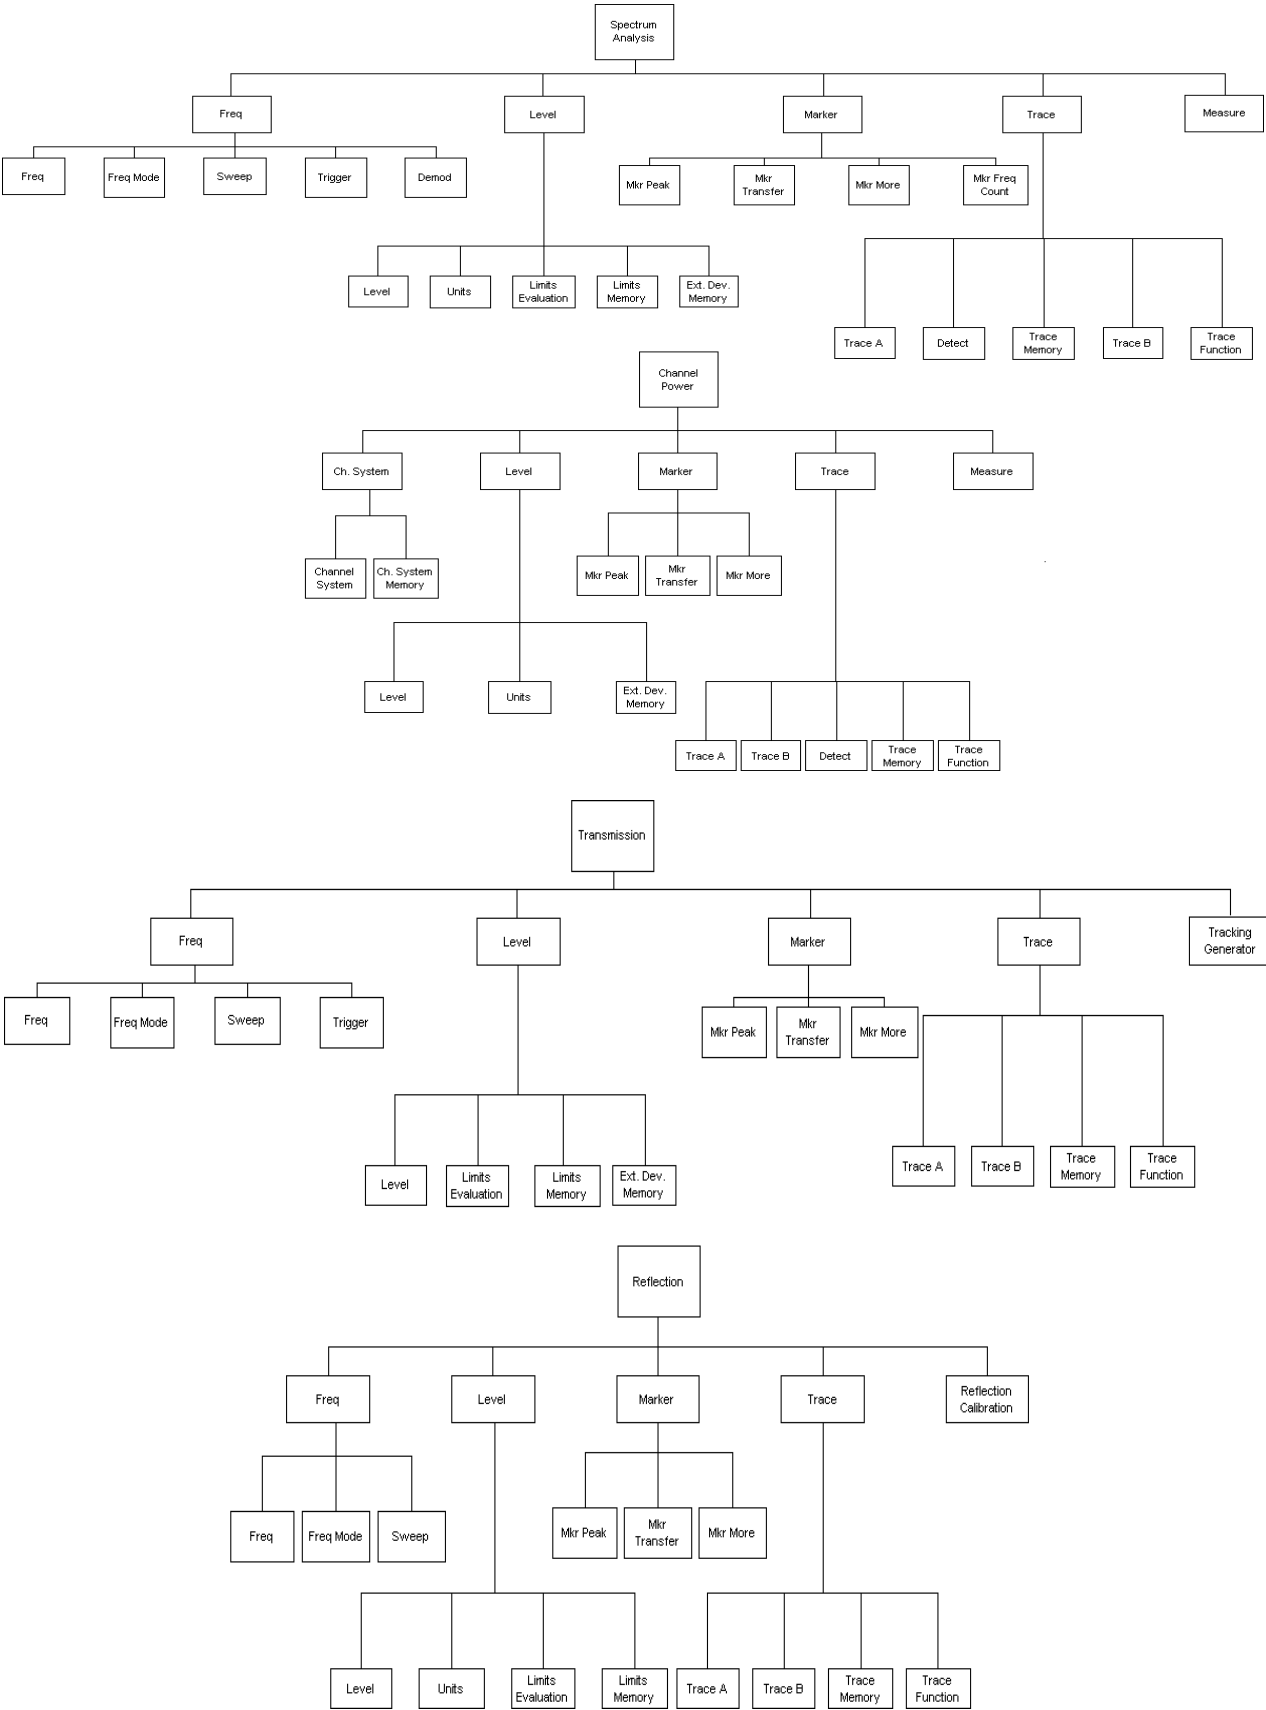 Spectrum
Analysis
Freq
Level
Marker
Trace
Measure
Freq
Freq Mode
Sweep
Trigger
Demod
Mkr Peak
Mkr
Transfer
Mkr More
Mkr Freq
Count
Level
Units
Limits
Evaluation
Limits
Memory
Ext. Dev.
Memory
Trace A
Detect
Trace
Memory
Trace B
Trace
Function
Channel
Power
Ch. System
Level
Marker
Trace
Measure
Channel
System
Ch. System
Memory
Mkr Peak
Mkr
Transfer
Mkr More
Level
Units
Ext. Dev.
Memory
Trace A
Trace B
Detect
Trace
Memory
Trace
Function
Transmission
Freq
Level
Marker
Trace
Tracking
Generator
Freq
Freq Mode
Sweep
Trigger
Mkr Peak
Mkr
Transfer
Mkr More
Level
Limits
Evaluation
Limits
Memory
Ext. Dev.
Memory
Trace A
Trace B
Trace
Memory
Trace
Function
Reflection
Freq
Level
Marker
Trace
Reflection
Calibration
Freq
Freq Mode
Sweep
Mkr Peak
Mkr
Transfer
Mkr More
Level
Units
Limits
Evaluation
Limits
Memory
Trace A
Trace B
Trace
Memory
Trace
Function